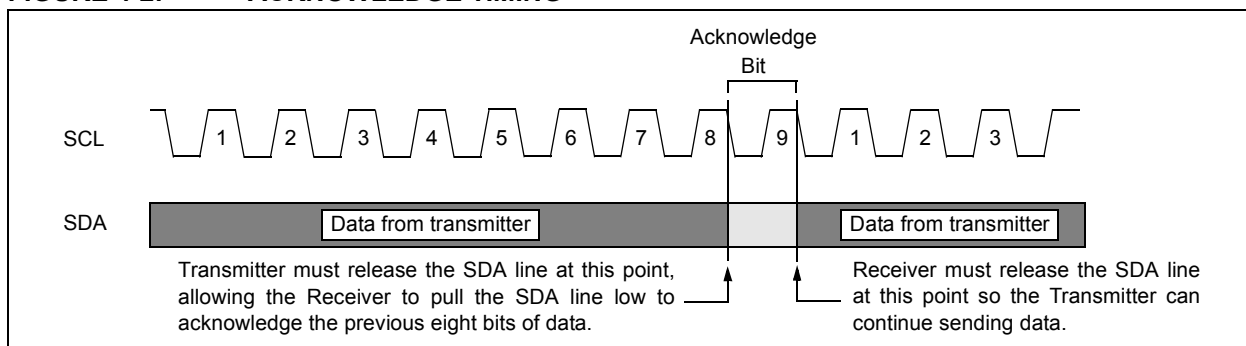 Acknowledge
Bit
SCL
1 2 3 4 5 6 7 8 9 1 2 3
SDA
Data from transmitter
Data from transmitter
Transmitter must release the SDA line at this point,
allowing the Receiver to pull the SDA line low to
acknowledge the previous eight bits of data.
Receiver must release the SDA line
at this point so the Transmitter can
continue sending data.